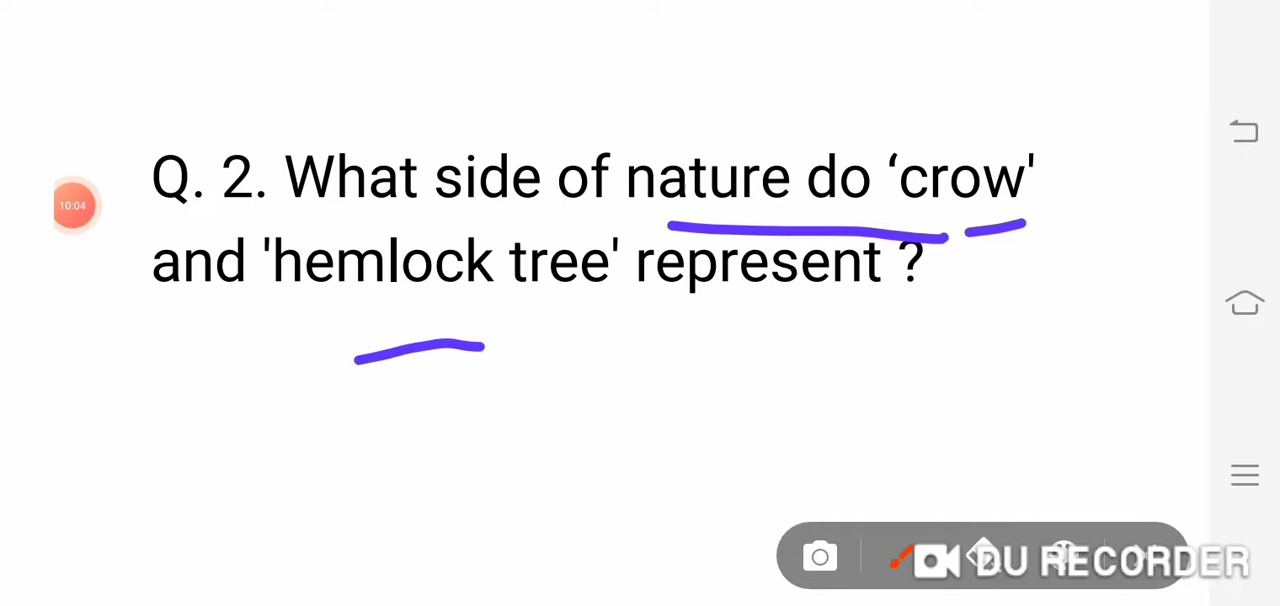 Q. 2. What side of nature do ‘crow'
10:04
and 'hemlock tree' represent ?
DU RECORDER